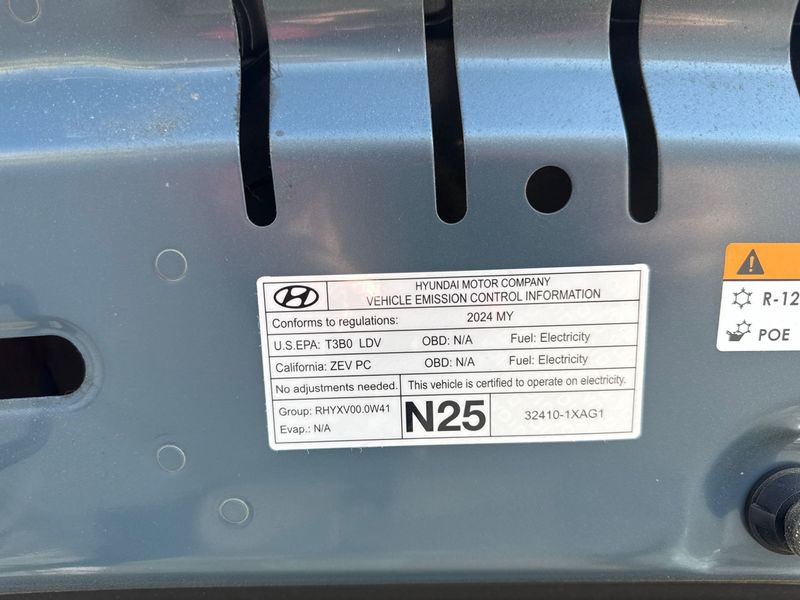 HYUNDAI MOTOR COMPANY
VEHICLE EMISSION CONTROL INFORMATION
Conforms to regulations: 2024 MY
U.S.EPA: T3B0 LDV OBD: N/A Fuel: Electricity
California: ZEV PC OBD: N/A Fuel: Electricity
No adjustments needed. This vehicle is certified to operate on electricity.
Group: RHYXV00.0W41
Evap.: N/A
N25
32410-1XAG1
R-12
POE